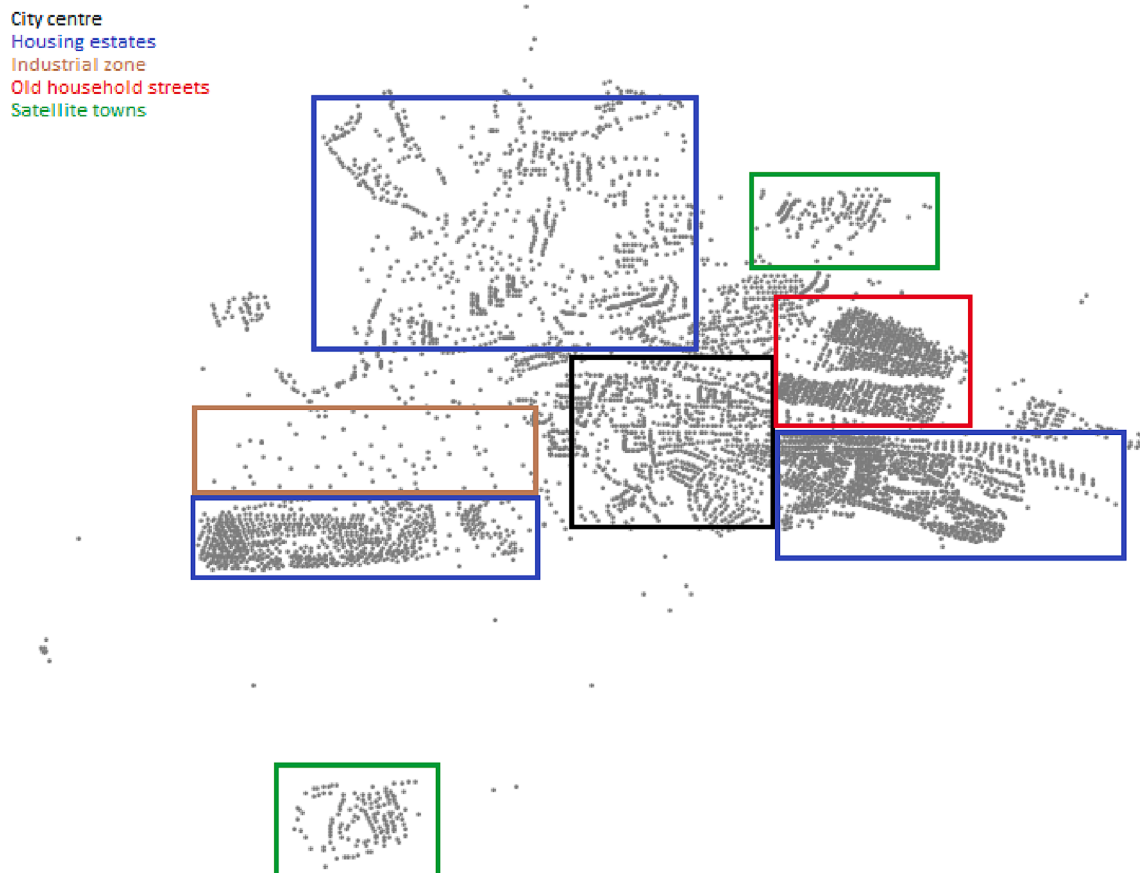 City centre
Housing estates
Industrial zone
Old household streets
Satellite towns